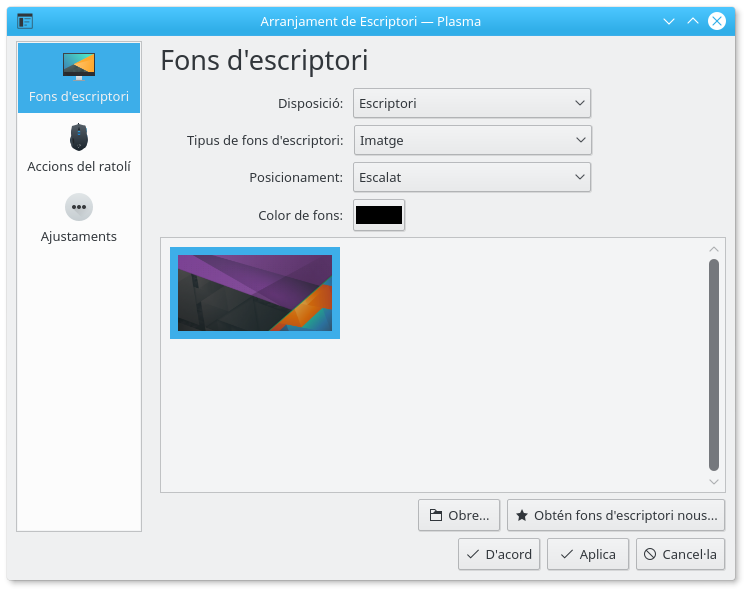 Arranjament de Escriptori — Plasma
Fons d'escriptori
Accions del ratolí
Ajustaments
Fons d'escriptori
Disposició: Escriptori
Tipus de fons d'escriptori: Imatge
Posicionament: Escalat
Color de fons:
Obre... Obtén fons d'escriptori nous...
D'acord Aplica Cancel·la